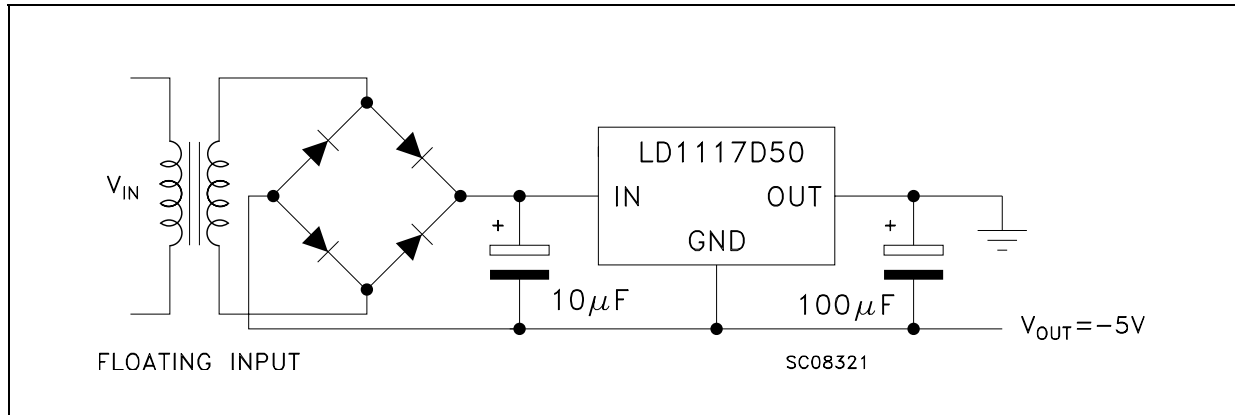 LD1117D50
V_IN
IN
OUT
+
+
GND
10μF
100μF
V_OUT=-5V
FLOATING INPUT
SC08321